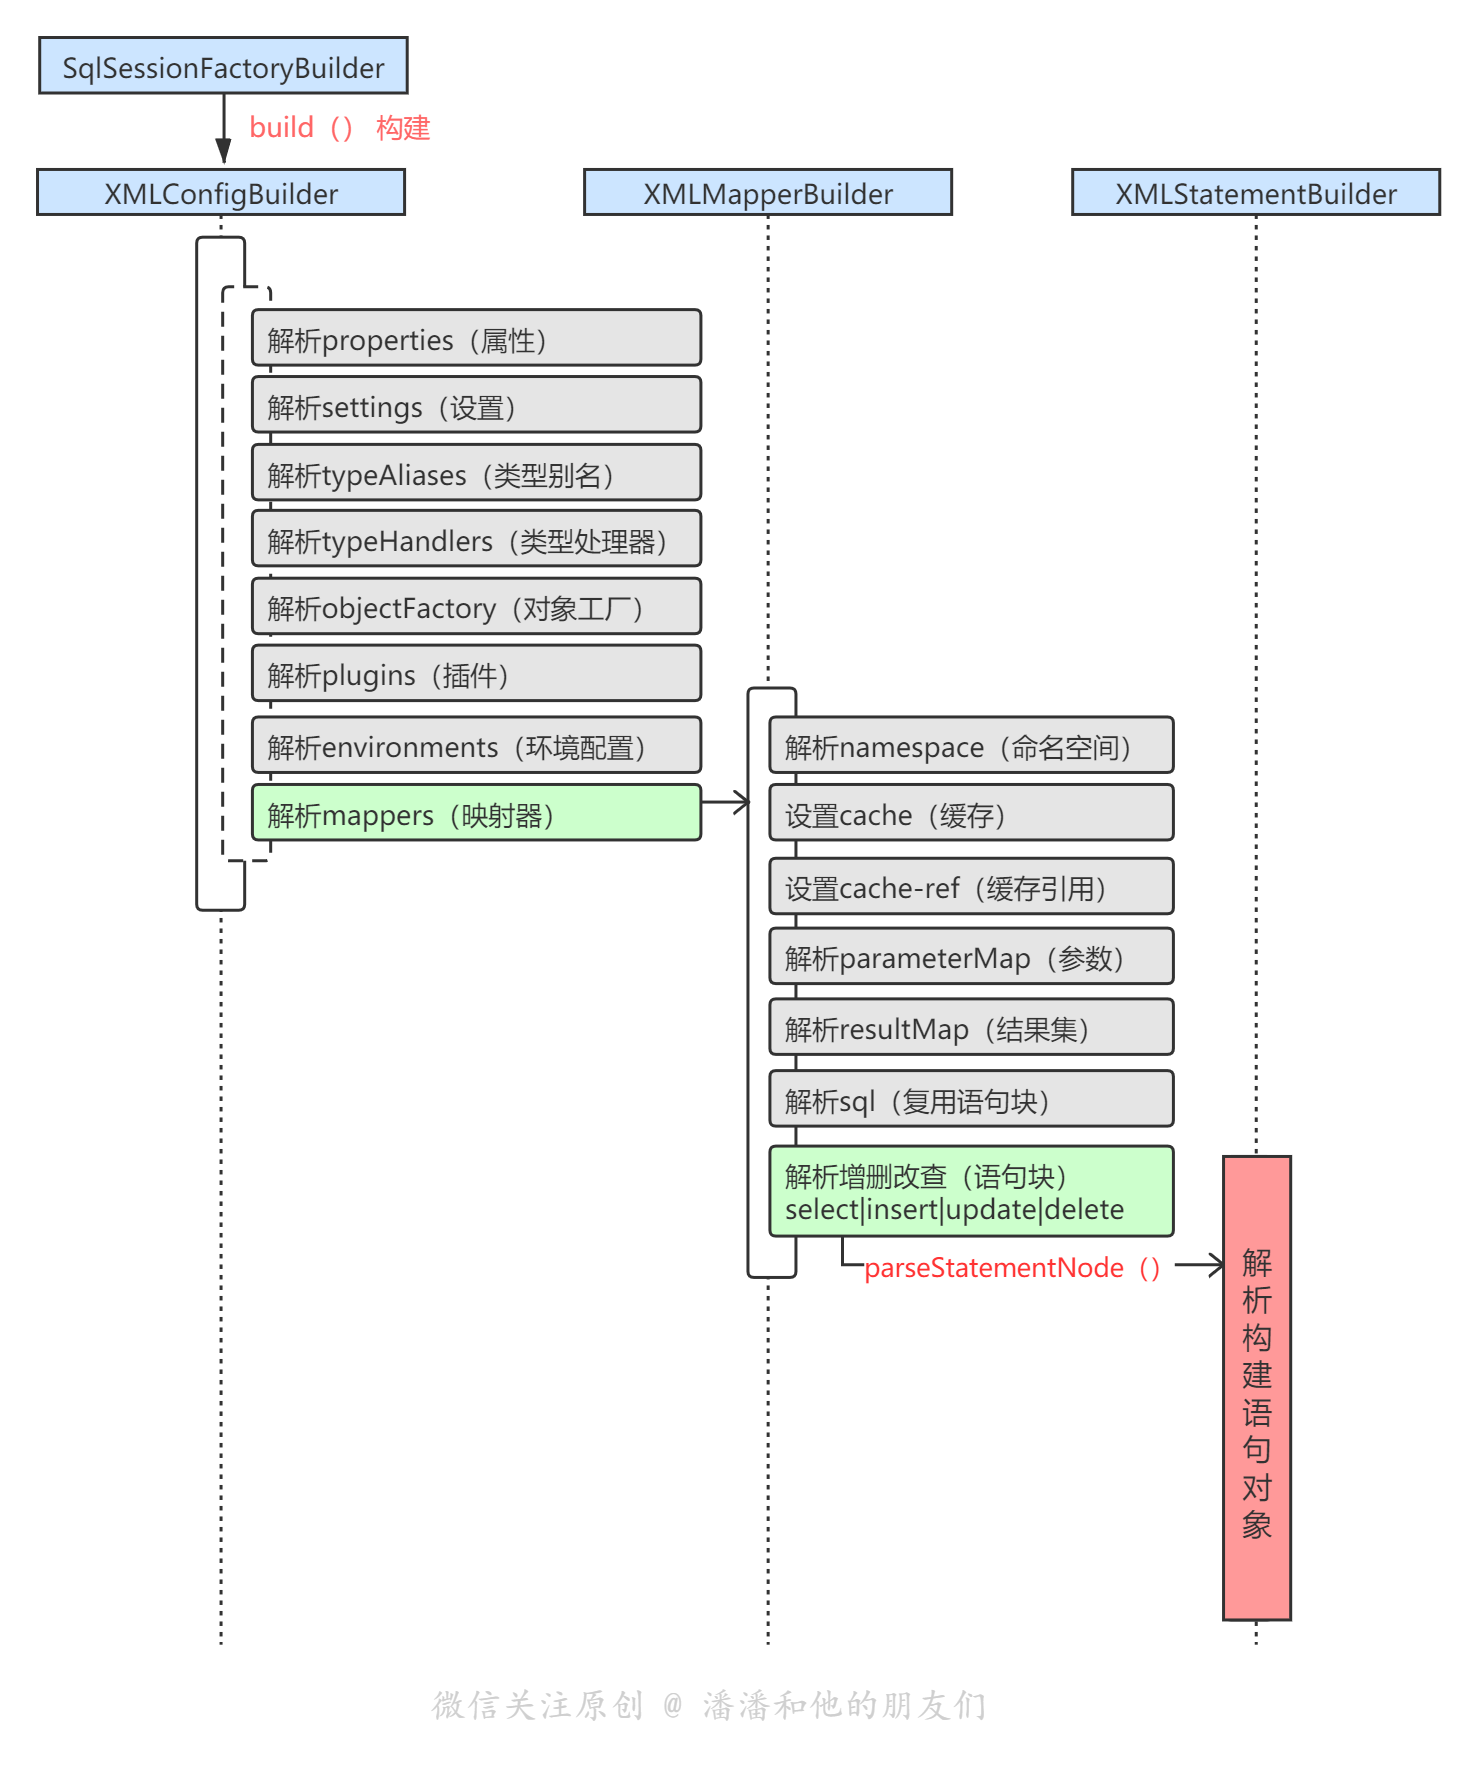 SqlSessionFactoryBuilder
build（） 构建
XMLConfigBuilder
XMLMapperBuilder
XMLStatementBuilder
解析properties（属性）
解析settings（设置）
解析typeAliases（类型别名）
解析typeHandlers（类型处理器）
解析objectFactory（对象工厂）
解析plugins（插件）
解析environments（环境配置）
解析mappers（映射器）
解析namespace（命名空间）
设置cache（缓存）
设置cache-ref（缓存引用）
解析parameterMap（参数）
解析resultMap（结果集）
解析sql（复用语句块）
解析增删改查（语句块）
select|insert|update|delete
parseStatementNode（）
解析构建语句对象
微信关注原创 @ 潘潘和他的朋友们